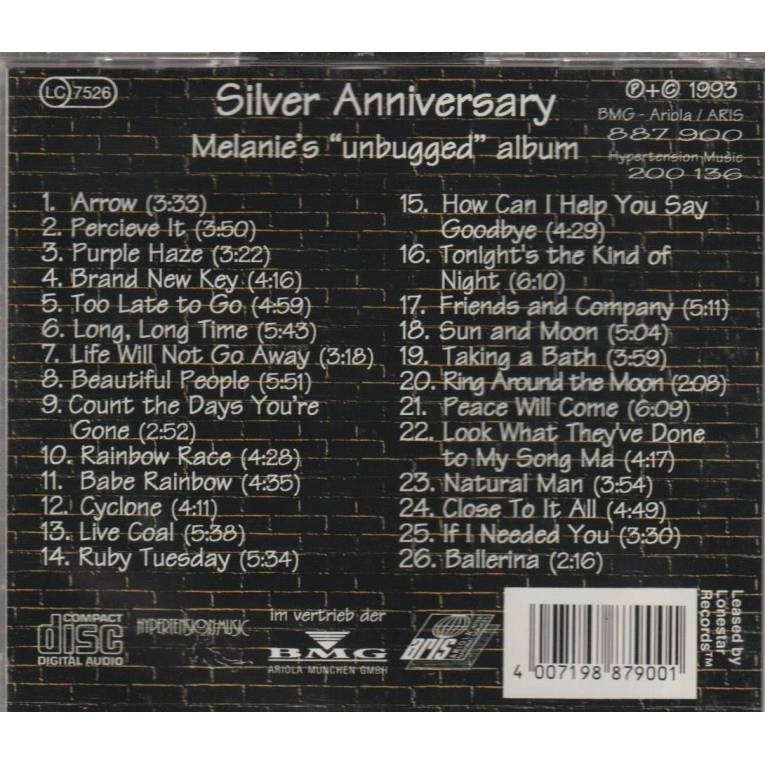 LC 7526
Silver Anniversary
Melanie's "unbugged" album
℗+© 1993
BMG - Ariola / ARIS
887 900
Hypertension Music
200 136
1. Arrow (3:33)
2. Percieve It (3:50)
3. Purple Haze (3:22)
4. Brand New Key (4:16)
5. Too Late to Go (4:59)
6. Long, Long Time (5:43)
7. Life Will Not Go Away (3:18)
8. Beautiful People (5:51)
9. Count the Days You're
Gone (2:52)
10. Rainbow Race (4:28)
11. Babe Rainbow (4:35)
12. Cyclone (4:11)
13. Live Coal (5:38)
14. Ruby Tuesday (5:34)
15. How Can I Help You Say
Goodbye (4:29)
16. Tonight's the Kind of
Night (6:10)
17. Friends and Company (5:11)
18. Sun and Moon (5:04)
19. Taking a Bath (3:59)
20. Ring Around the Moon (2:08)
21. Peace Will Come (6:09)
22. Look What They've Done
to My Song Ma (4:17)
23. Natural Man (3:54)
24. Close To It All (4:49)
25. If I Needed You (3:30)
26. Ballerina (2:16)
COMPACT
disc
DIGITAL AUDIO
HYPERTENSION-MUSIC
im vertrieb der
BMG
ARIOLA MÜNCHEN GMBH
aris
4 007198 879001
Leased by
Lonestar
Records™